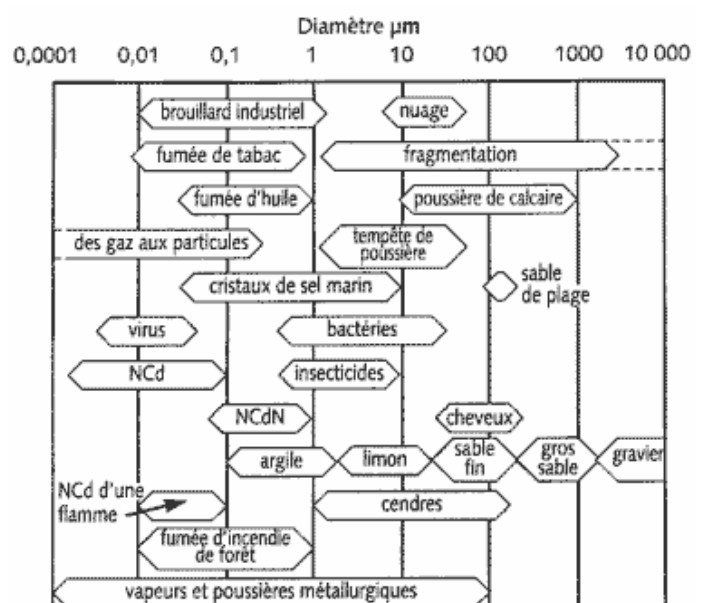 Diamètre µm
0,0001 0,01 0,1 1 10 100 1000 10 000
brouillard industriel nuage
fumée de tabac fragmentation
fumée d'huile poussière de calcaire
des gaz aux particules tempête de
poussière
cristaux de sel marin sable
de plage
virus bactéries
NCd insecticides
NCdN cheveux
argile limon sable
fin gros
sable gravier
NCd d'une
flamme cendres
fumée d'incendie
de forêt
vapeurs et poussières métallurgiques